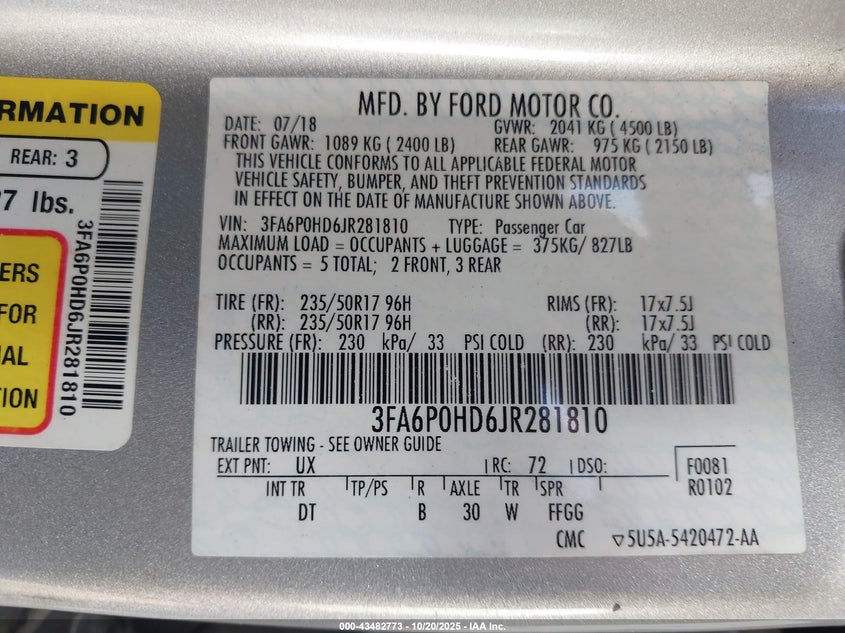 RMATION
REAR: 3
7 lbs.
ERS
FOR
AL
TION
3FA6P0HD6JR281810
MFD. BY FORD MOTOR CO.
DATE: 07/18 GVWR: 2041 KG ( 4500 LB)
FRONT GAWR: 1089 KG ( 2400 LB) REAR GAWR: 975 KG ( 2150 LB)
THIS VEHICLE CONFORMS TO ALL APPLICABLE FEDERAL MOTOR
VEHICLE SAFETY, BUMPER, AND THEFT PREVENTION STANDARDS
IN EFFECT ON THE DATE OF MANUFACTURE SHOWN ABOVE.
VIN: 3FA6P0HD6JR281810 TYPE: Passenger Car
MAXIMUM LOAD = OCCUPANTS + LUGGAGE = 375KG/ 827LB
OCCUPANTS = 5 TOTAL; 2 FRONT, 3 REAR
TIRE (FR): 235/50R17 96H RIMS (FR): 17x7.5J
(RR): 235/50R17 96H (RR): 17x7.5J
PRESSURE (FR): 230 kPa/ 33 PSI COLD (RR): 230 kPa/ 33 PSI COLD
3FA6P0HD6JR281810
TRAILER TOWING - SEE OWNER GUIDE
EXT PNT: UX RC: 72 DSO: F0081
R0102
INT TR TP/PS R AXLE TR SPR
DT B 30 W FFGG
CMC ▽5U5A-5420472-AA
000-43482773 - 10/20/2025 - IAA Inc.